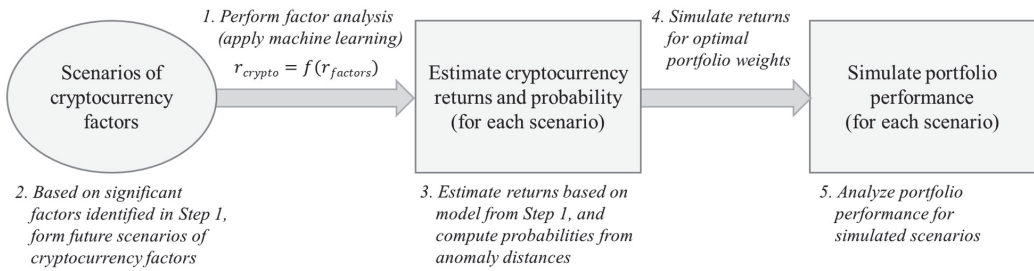 1. Perform factor analysis
(apply machine learning)
r_crypto = f(r_factors)
4. Simulate returns
for optimal
portfolio weights
Scenarios of
cryptocurrency
factors
Estimate cryptocurrency
returns and probability
(for each scenario)
Simulate portfolio
performance
(for each scenario)
2. Based on significant
factors identified in Step 1,
form future scenarios of
cryptocurrency factors
3. Estimate returns based on
model from Step 1, and
compute probabilities from
anomaly distances
5. Analyze portfolio
performance for
simulated scenarios